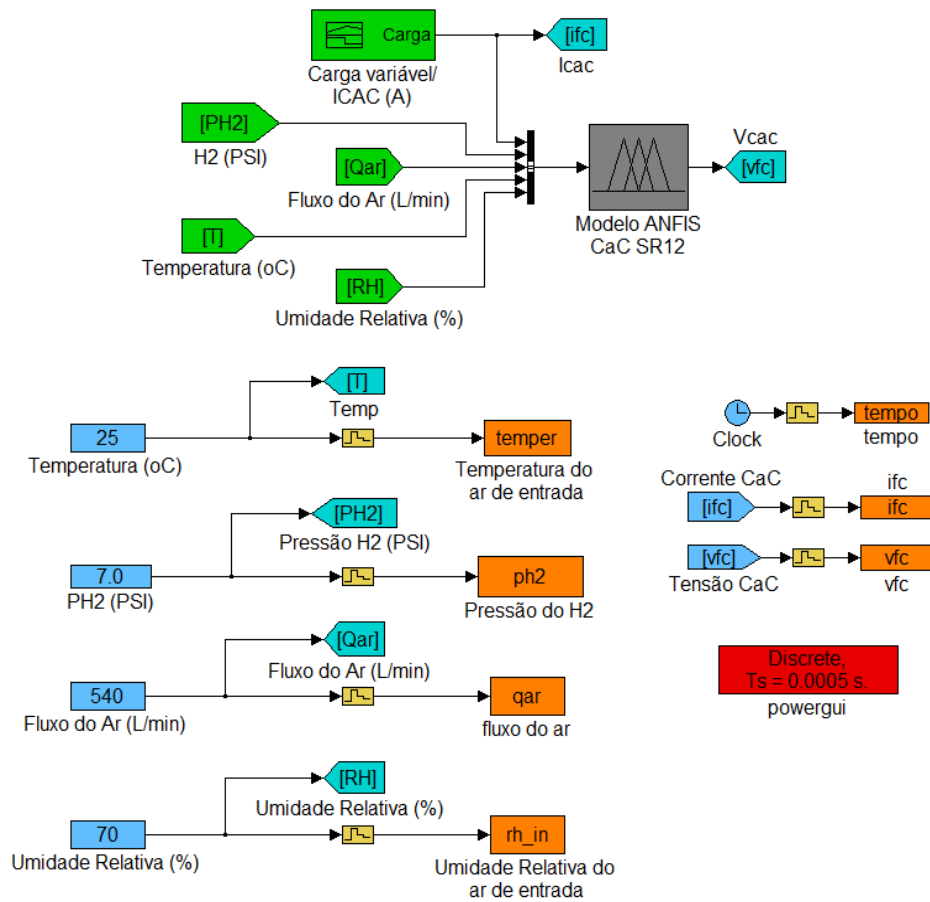 Carga
Carga variável/
ICAC (A)
[ifc]
Icac
[PH2]
H2 (PSI)
[Qar]
Fluxo do Ar (L/min)
[T]
Temperatura (oC)
[RH]
Umidade Relativa (%)
Modelo ANFIS
CaC SR12
Vcac
[vfc]
25
Temperatura (oC)
[T]
Temp
temper
Temperatura do
ar de entrada
7.0
PH2 (PSI)
[PH2]
Pressão H2 (PSI)
ph2
Pressão do H2
540
Fluxo do Ar (L/min)
[Qar]
Fluxo do Ar (L/min)
qar
fluxo do ar
70
Umidade Relativa (%)
[RH]
Umidade Relativa (%)
rh_in
Umidade Relativa do
ar de entrada
Clock
tempo
tempo
Corrente CaC
[ifc]
ifc
ifc
[vfc]
Tensão CaC
vfc
vfc
Discrete,
Ts = 0.0005 s.
powergui